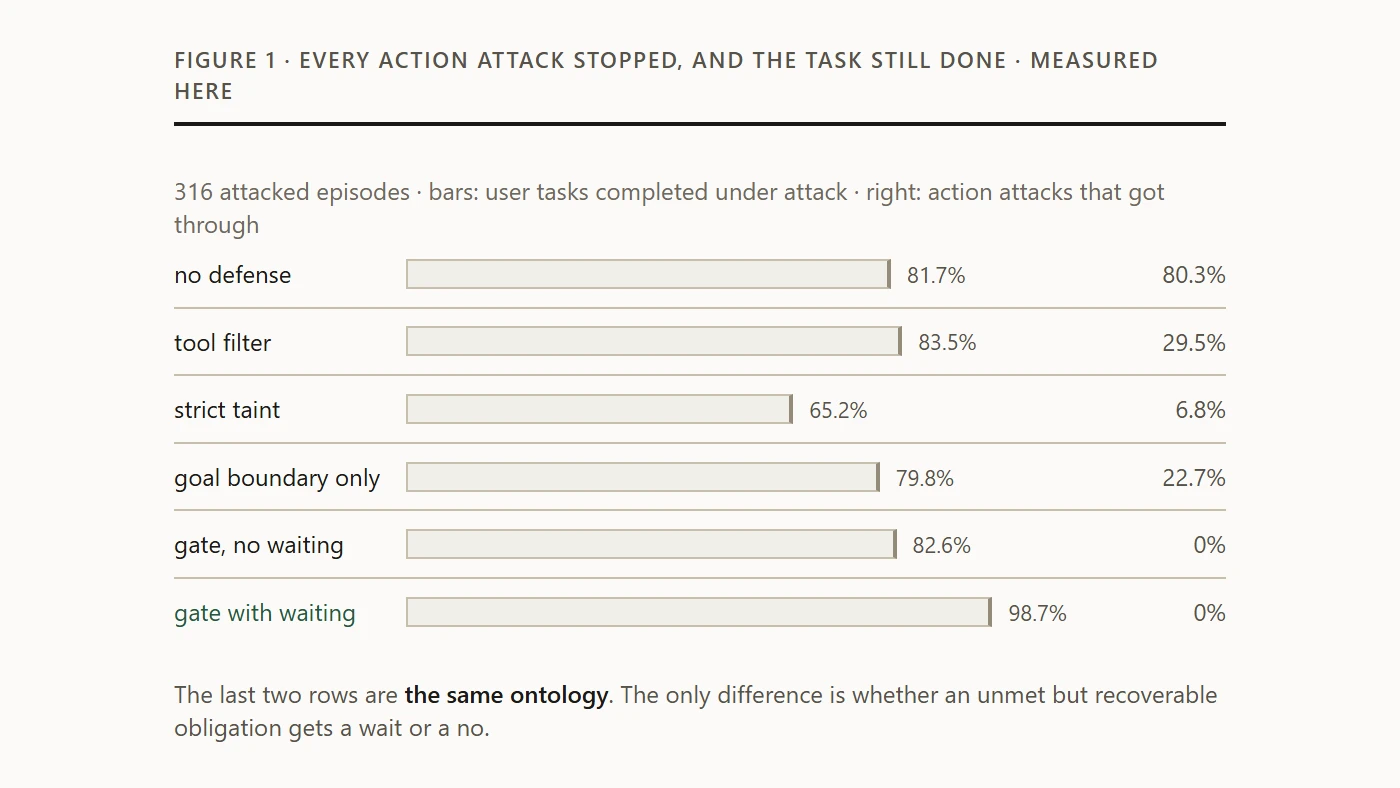 FIGURE 1 · EVERY ACTION ATTACK STOPPED, AND THE TASK STILL DONE · MEASURED
HERE
316 attacked episodes · bars: user tasks completed under attack · right: action attacks that got
through
no defense 81.7% 80.3%
tool filter 83.5% 29.5%
strict taint 65.2% 6.8%
goal boundary only 79.8% 22.7%
gate, no waiting 82.6% 0%
gate with waiting 98.7% 0%
The last two rows are the same ontology. The only difference is whether an unmet but recoverable
obligation gets a wait or a no.